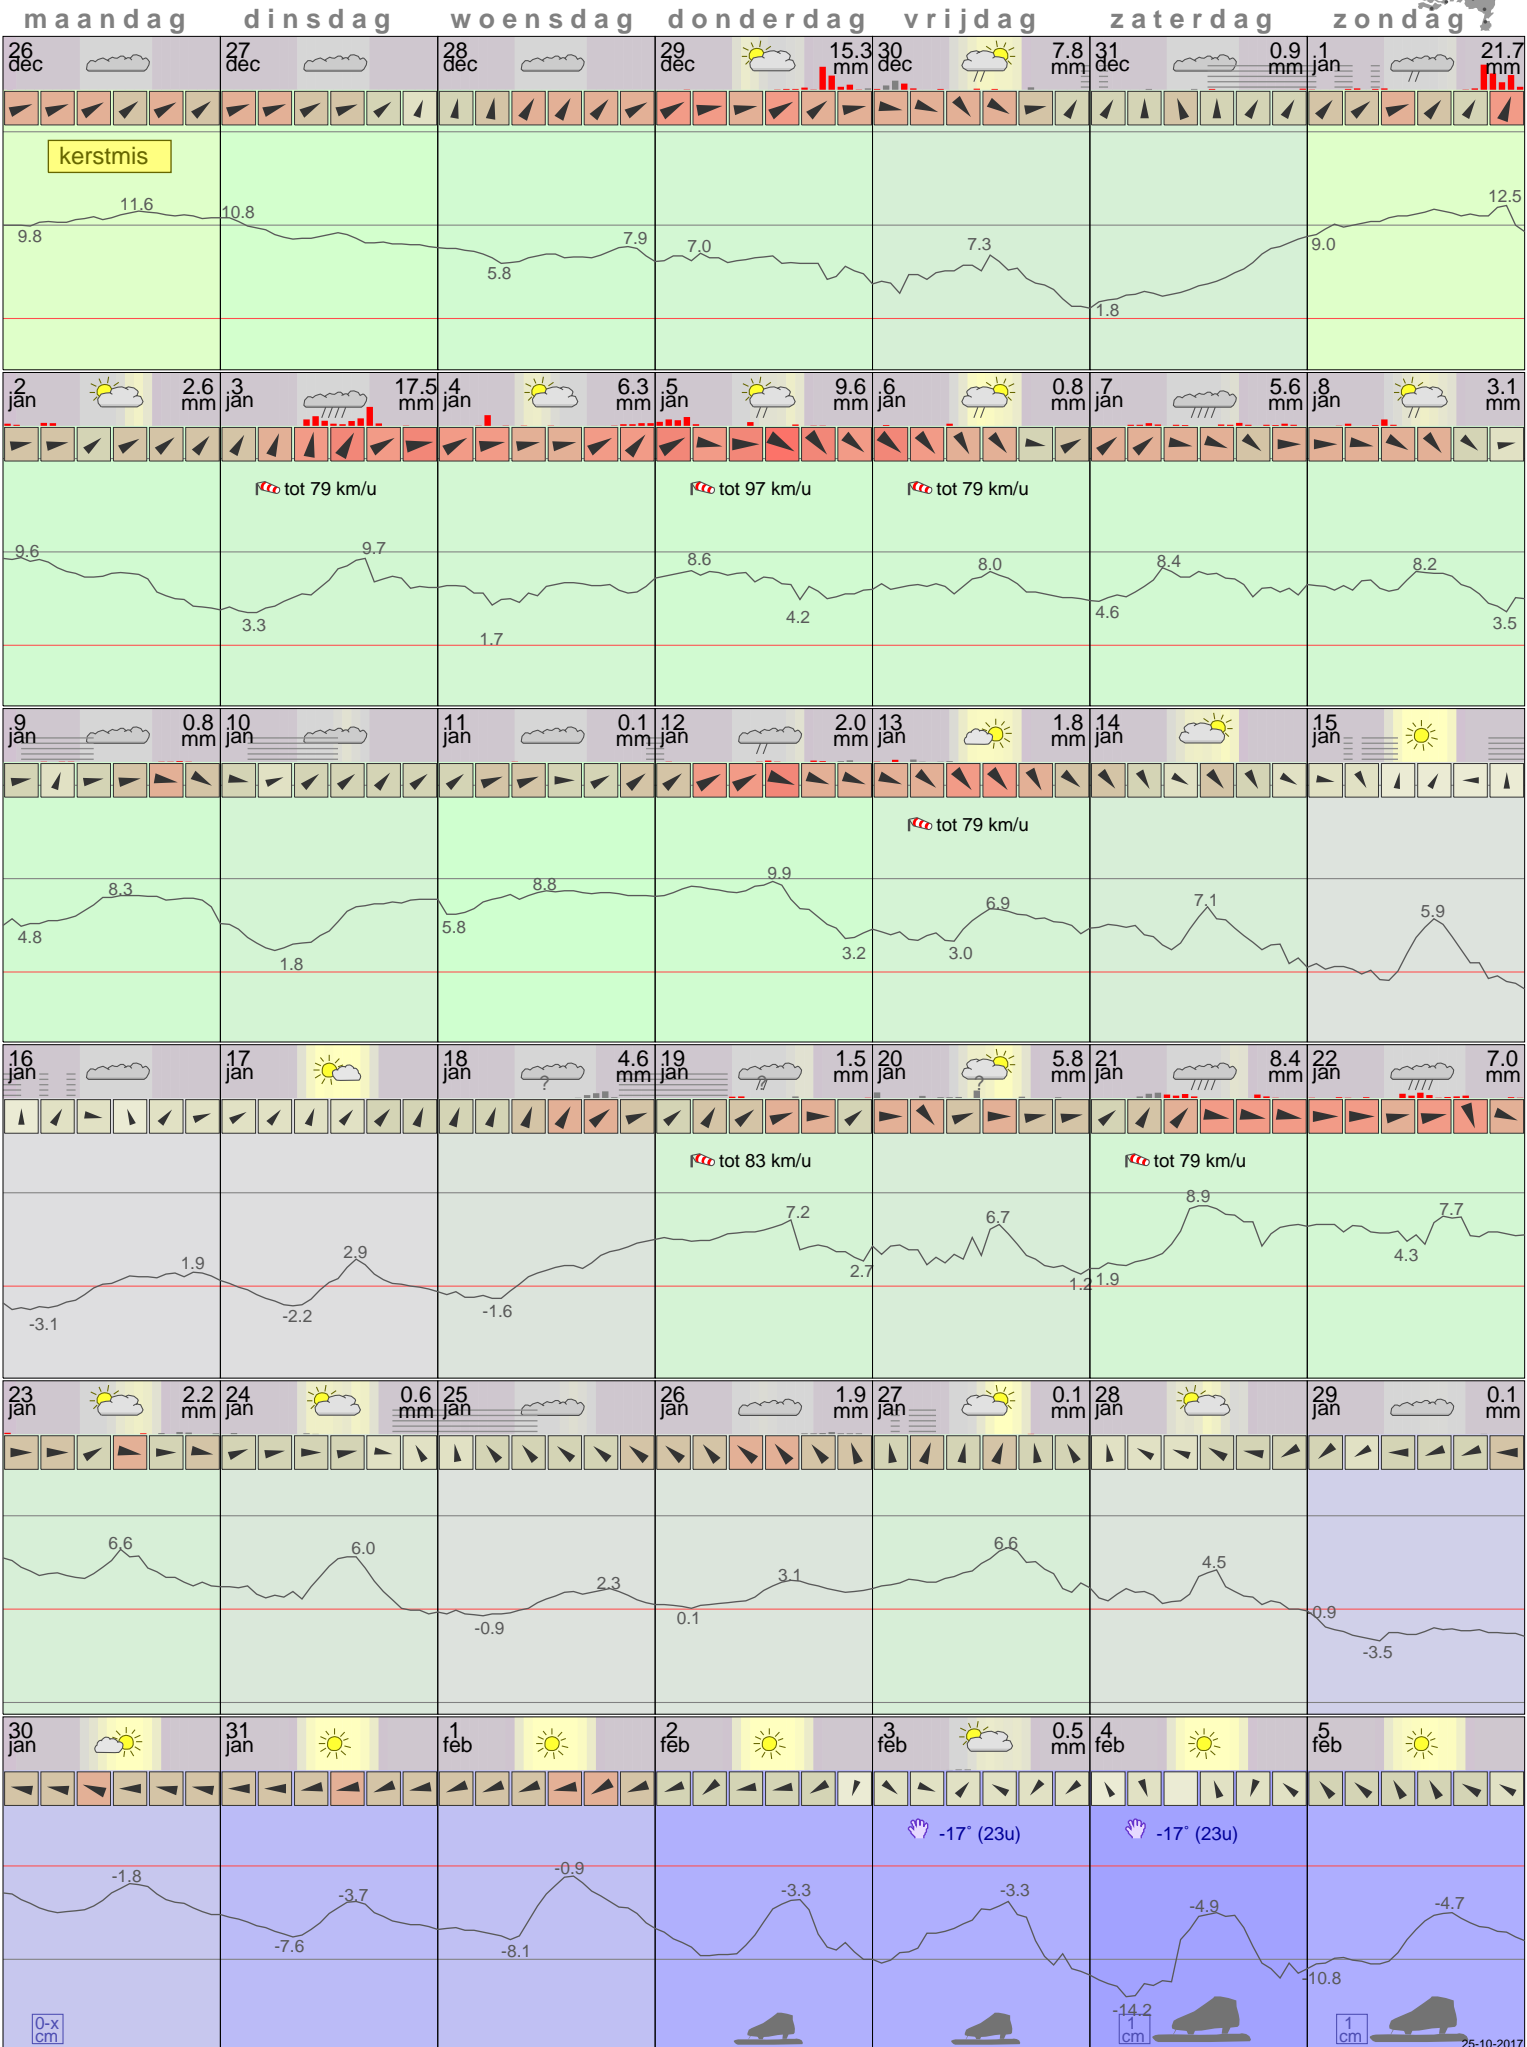 maandag dinsdag woensdag donderdag vrijdag zaterdag zondag
26 dec
27 dec
28 dec
29 dec 15.3 mm
30 dec 7.8 mm
31 dec 0.9 mm
1 jan 21.7 mm
kerstmis
9.8 11.6 10.8 5.8 7.9 7.0 7.3 1.8 9.0 12.5
2 jan 2.6 mm
3 jan 17.5 mm
4 jan 6.3 mm
5 jan 9.6 mm
6 jan 0.8 mm
7 jan 5.6 mm
8 jan 3.1 mm
tot 79 km/u tot 97 km/u tot 79 km/u
9.6 3.3 9.7 1.7 8.6 4.2 8.0 4.6 8.4 8.2 3.5
9 jan 0.8 mm
10 jan
11 jan 0.1 mm
12 jan 2.0 mm
13 jan 1.8 mm
14 jan
15 jan
tot 79 km/u
4.8 8.3 1.8 5.8 8.8 9.9 3.2 3.0 6.9 7.1 5.9
16 jan
17 jan
18 jan ? 4.6 mm
19 jan ? 1.5 mm
20 jan ? 5.8 mm
21 jan 8.4 mm
22 jan 7.0 mm
tot 83 km/u tot 79 km/u
-3.1 1.9 -2.2 2.9 -1.6 7.2 2.7 6.7 1.2 1.9 8.9 4.3 7.7
23 jan 2.2 mm
24 jan 0.6 mm
25 jan
26 jan 1.9 mm
27 jan 0.1 mm
28 jan
29 jan 0.1 mm
6.6 6.0 -0.9 2.3 0.1 3.1 6.6 4.5 -0.9 -3.5
30 jan
31 jan
1 feb
2 feb
3 feb 0.5 mm
4 feb
5 feb
-17° (23u) -17° (23u)
-1.8 -7.6 -3.7 -8.1 -0.9 -3.3 -3.3 -14.2 -4.9 -10.8 -4.7
0-x cm
1 cm
1 cm
25-10-2017